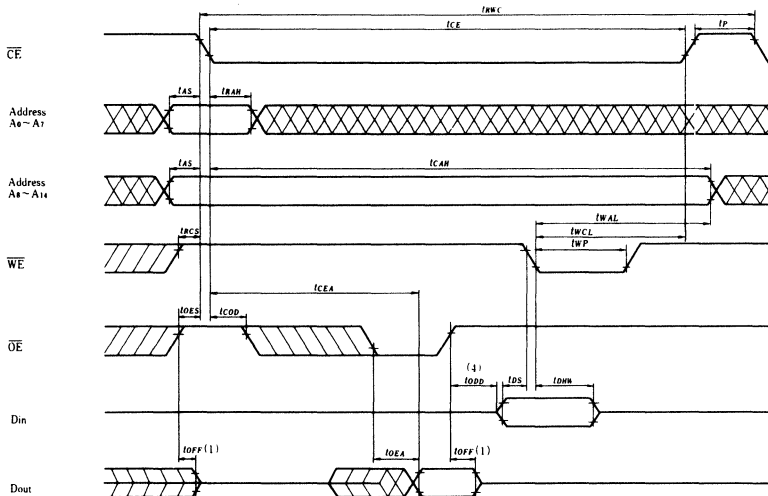 tRWC
tCE
tP
CE
tAS
tRAH
Address
A0~A7
tAS
tCAH
Address
A8~A14
tWAL
tWCL
tRCS
tWP
WE
tCEA
tOES
tCOD
OE
(4)
tODD
tDS
tDHW
Din
tOFF(1)
tOEA
tOFF(1)
Dout